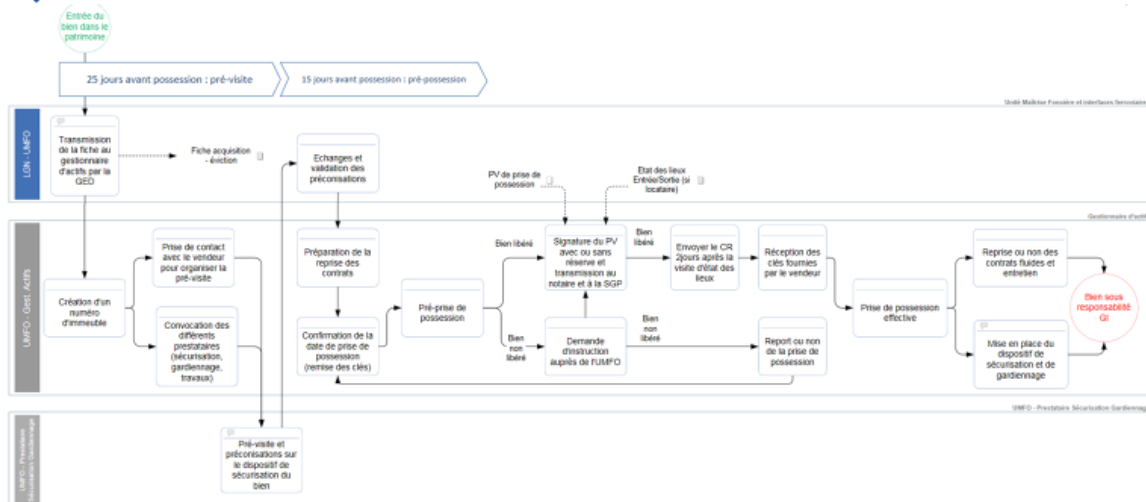 Entrée du
bien dans le
patrimoine
25 jours avant possession : pré-visite
15 jours avant possession : pré-possession
Unité Maîtrise Foncière et interfaces ferroviaires
LGN - UMFO
Transmission
de la fiche au
gestionnaire
d'actifs par la
GED
Fiche acquisition
- éviction
Echanges et
validation des
préconisations
PV de prise de
possession
Etat des lieux
Entrée/Sortie (si
locataire)
Gestionnaire d'actifs
UMFO - Gest. Actifs
Création d'un
numéro
d'immeuble
Prise de contact
avec le vendeur
pour organiser la
pré-visite
Convocation des
différents
prestataires
(sécurisation,
gardiennage,
travaux)
Préparation de la
reprise des
contrats
Confirmation de la
date de prise de
possession
(remise des clés)
Pré-prise de
possession
Bien libéré
Bien
non
libéré
Signature du PV
avec ou sans
réserve et
transmission au
notaire et à la SGP
Demande
d'instruction
auprès de l'UMFO
Bien
libéré
Bien
non
libéré
Envoyer le CR
2jours après la
visite d'état des
lieux
Réception des
clés fournies
par le vendeur
Report ou non
de la prise de
possession
Prise de possession
effective
Reprise ou non des
contrats fluides et
entretien
Mise en place du
dispositif de
sécurisation et de
gardiennage
Bien sous
responsabilité
GI
UMFO - Prestataire Sécurisation Gardiennage
UMFO - Prestataire
Sécurisation Gardiennage
Pré-visite et
préconisations sur
le dispositif de
sécurisation du
bien